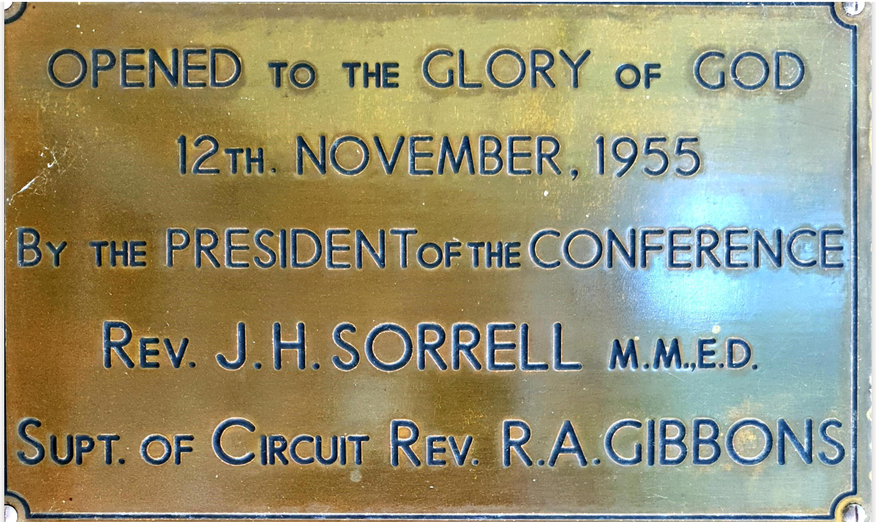 OPENED TO THE GLORY OF GOD
12TH. NOVEMBER, 1955
BY THE PRESIDENT OF THE CONFERENCE
REV. J.H.SORRELL M.M.,E.D.
SUPT. OF CIRCUIT REV. R.A.GIBBONS